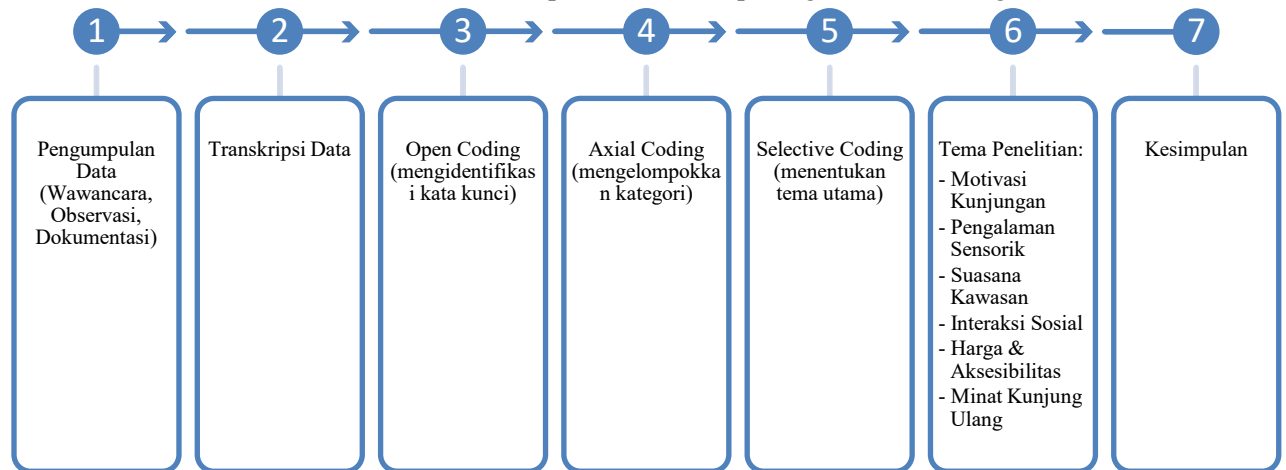 1
2
3
4
5
6
7
Pengumpulan
Data
(Wawancara,
Observasi,
Dokumentasi)
Transkripsi Data
Open Coding
(mengidentifikas
i kata kunci)
Axial Coding
(mengelompokka
n kategori)
Selective Coding
(menentukan
tema utama)
Tema Penelitian:
- Motivasi
Kunjungan
- Pengalaman
Sensorik
- Suasana
Kawasan
- Interaksi Sosial
- Harga &
Aksesibilitas
- Minat Kunjung
Ulang
Kesimpulan